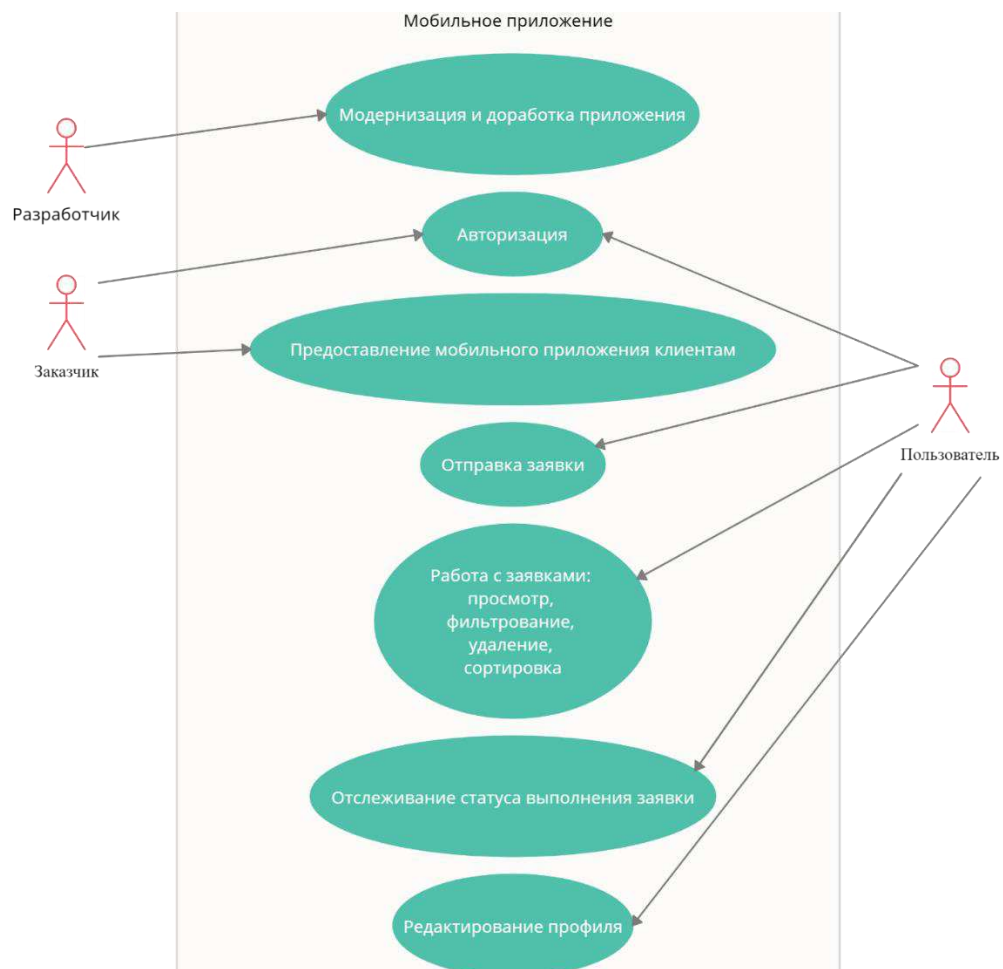 Мобильное приложение
Модернизация и доработка приложения
Разработчик
Авторизация
Заказчик
Предоставление мобильного приложения клиентам
Пользователь
Отправка заявки
Работа с заявками:
просмотр,
фильтрование,
удаление,
сортировка
Отслеживание статуса выполнения заявки
Редактирование профиля